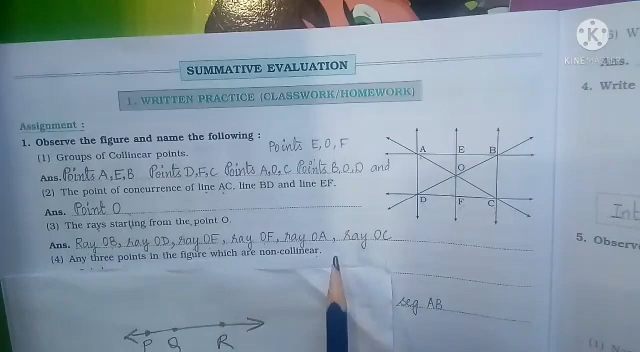 SUMMATIVE EVALUATION
1. WRITTEN PRACTICE (CLASSWORK/HOMEWORK)
Assignment :
1. Observe the figure and name the following :
(1) Groups of Collinear points. Points E, O, F
Ans. Points A, E, B Points D, F, C Points A, O, C Points B, O, D and
(2) The point of concurrence of line AC, line BD and line EF.
Ans. Point O
(3) The rays starting from the point O.
Ans. Ray OB, ray OD, ray OE, ray OF, ray OA, ray OC
(4) Any three points in the figure which are non-collinear.
seg AB
P Q R
A E B
O
D F C
K
KINEMASTER
5) W
Ans.
4. Write
Int
5. Observe